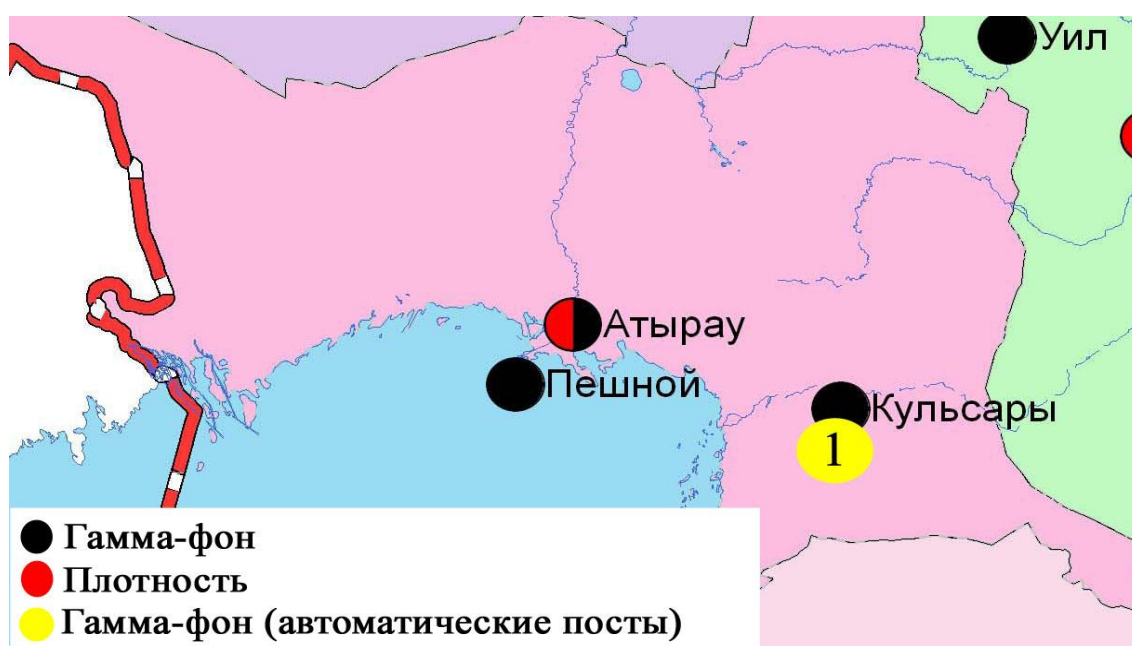 Уил
Атырау
Пешной
Кульсары
1
Гамма-фон
Плотность
Гамма-фон (автоматические посты)